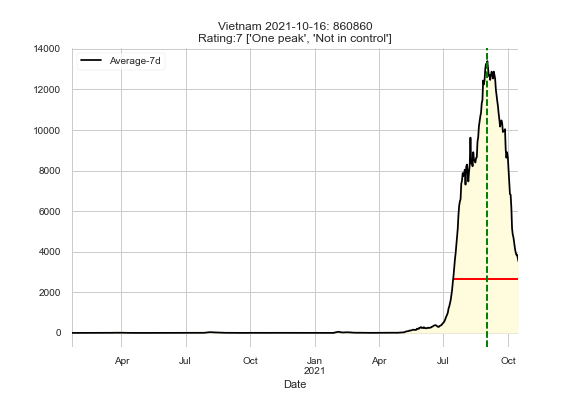 Vietnam 2021-10-16: 860860
Rating:7 ['One peak', 'Not in control']
Average-7d
14000
12000
10000
8000
6000
4000
2000
0
Apr Jul Oct Jan Apr Jul Oct
2021
Date